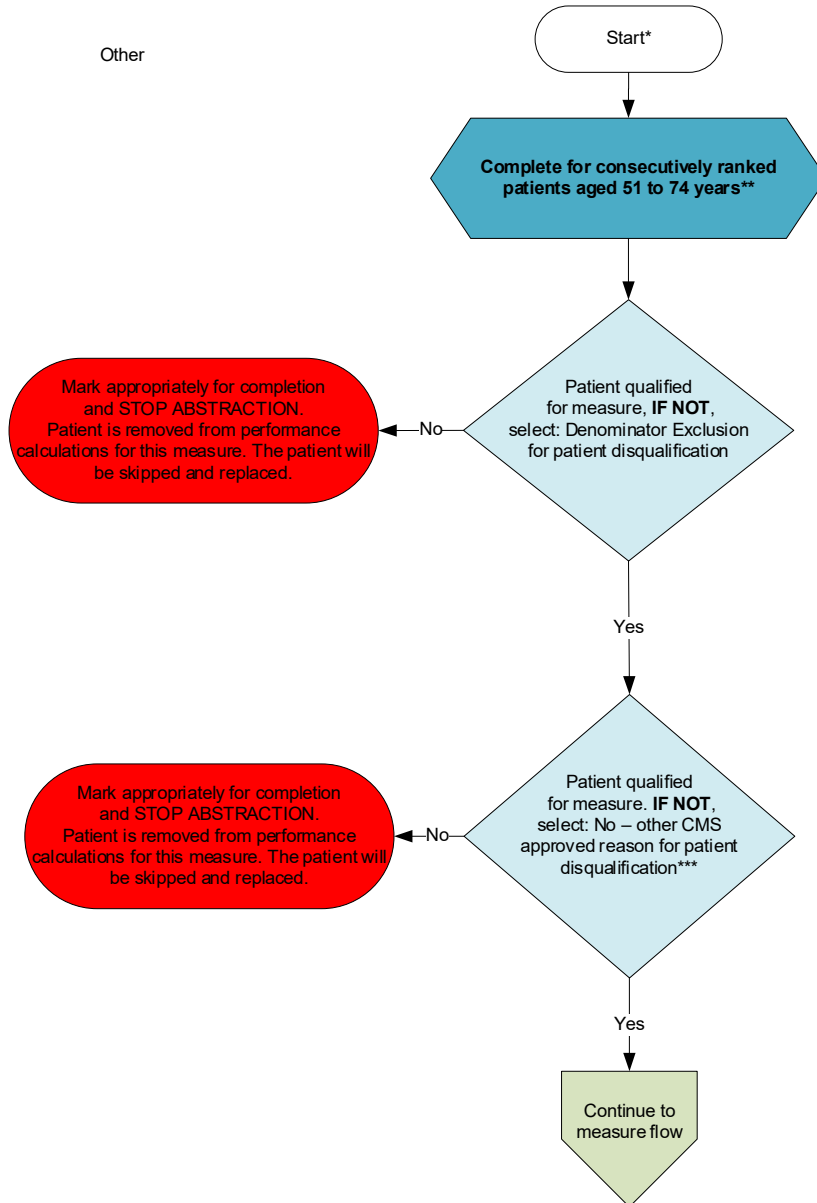 Other
Start*
Complete for consecutively ranked
patients aged 51 to 74 years**
Patient qualified
for measure, IF NOT,
select: Denominator Exclusion
for patient disqualification
No
Mark appropriately for completion
and STOP ABSTRACTION.
Patient is removed from performance
calculations for this measure. The patient will
be skipped and replaced.
Yes
Patient qualified
for measure. IF NOT,
select: No – other CMS
approved reason for patient
disqualification***
No
Mark appropriately for completion
and STOP ABSTRACTION.
Patient is removed from performance
calculations for this measure. The patient will
be skipped and replaced.
Yes
Continue to
measure flow